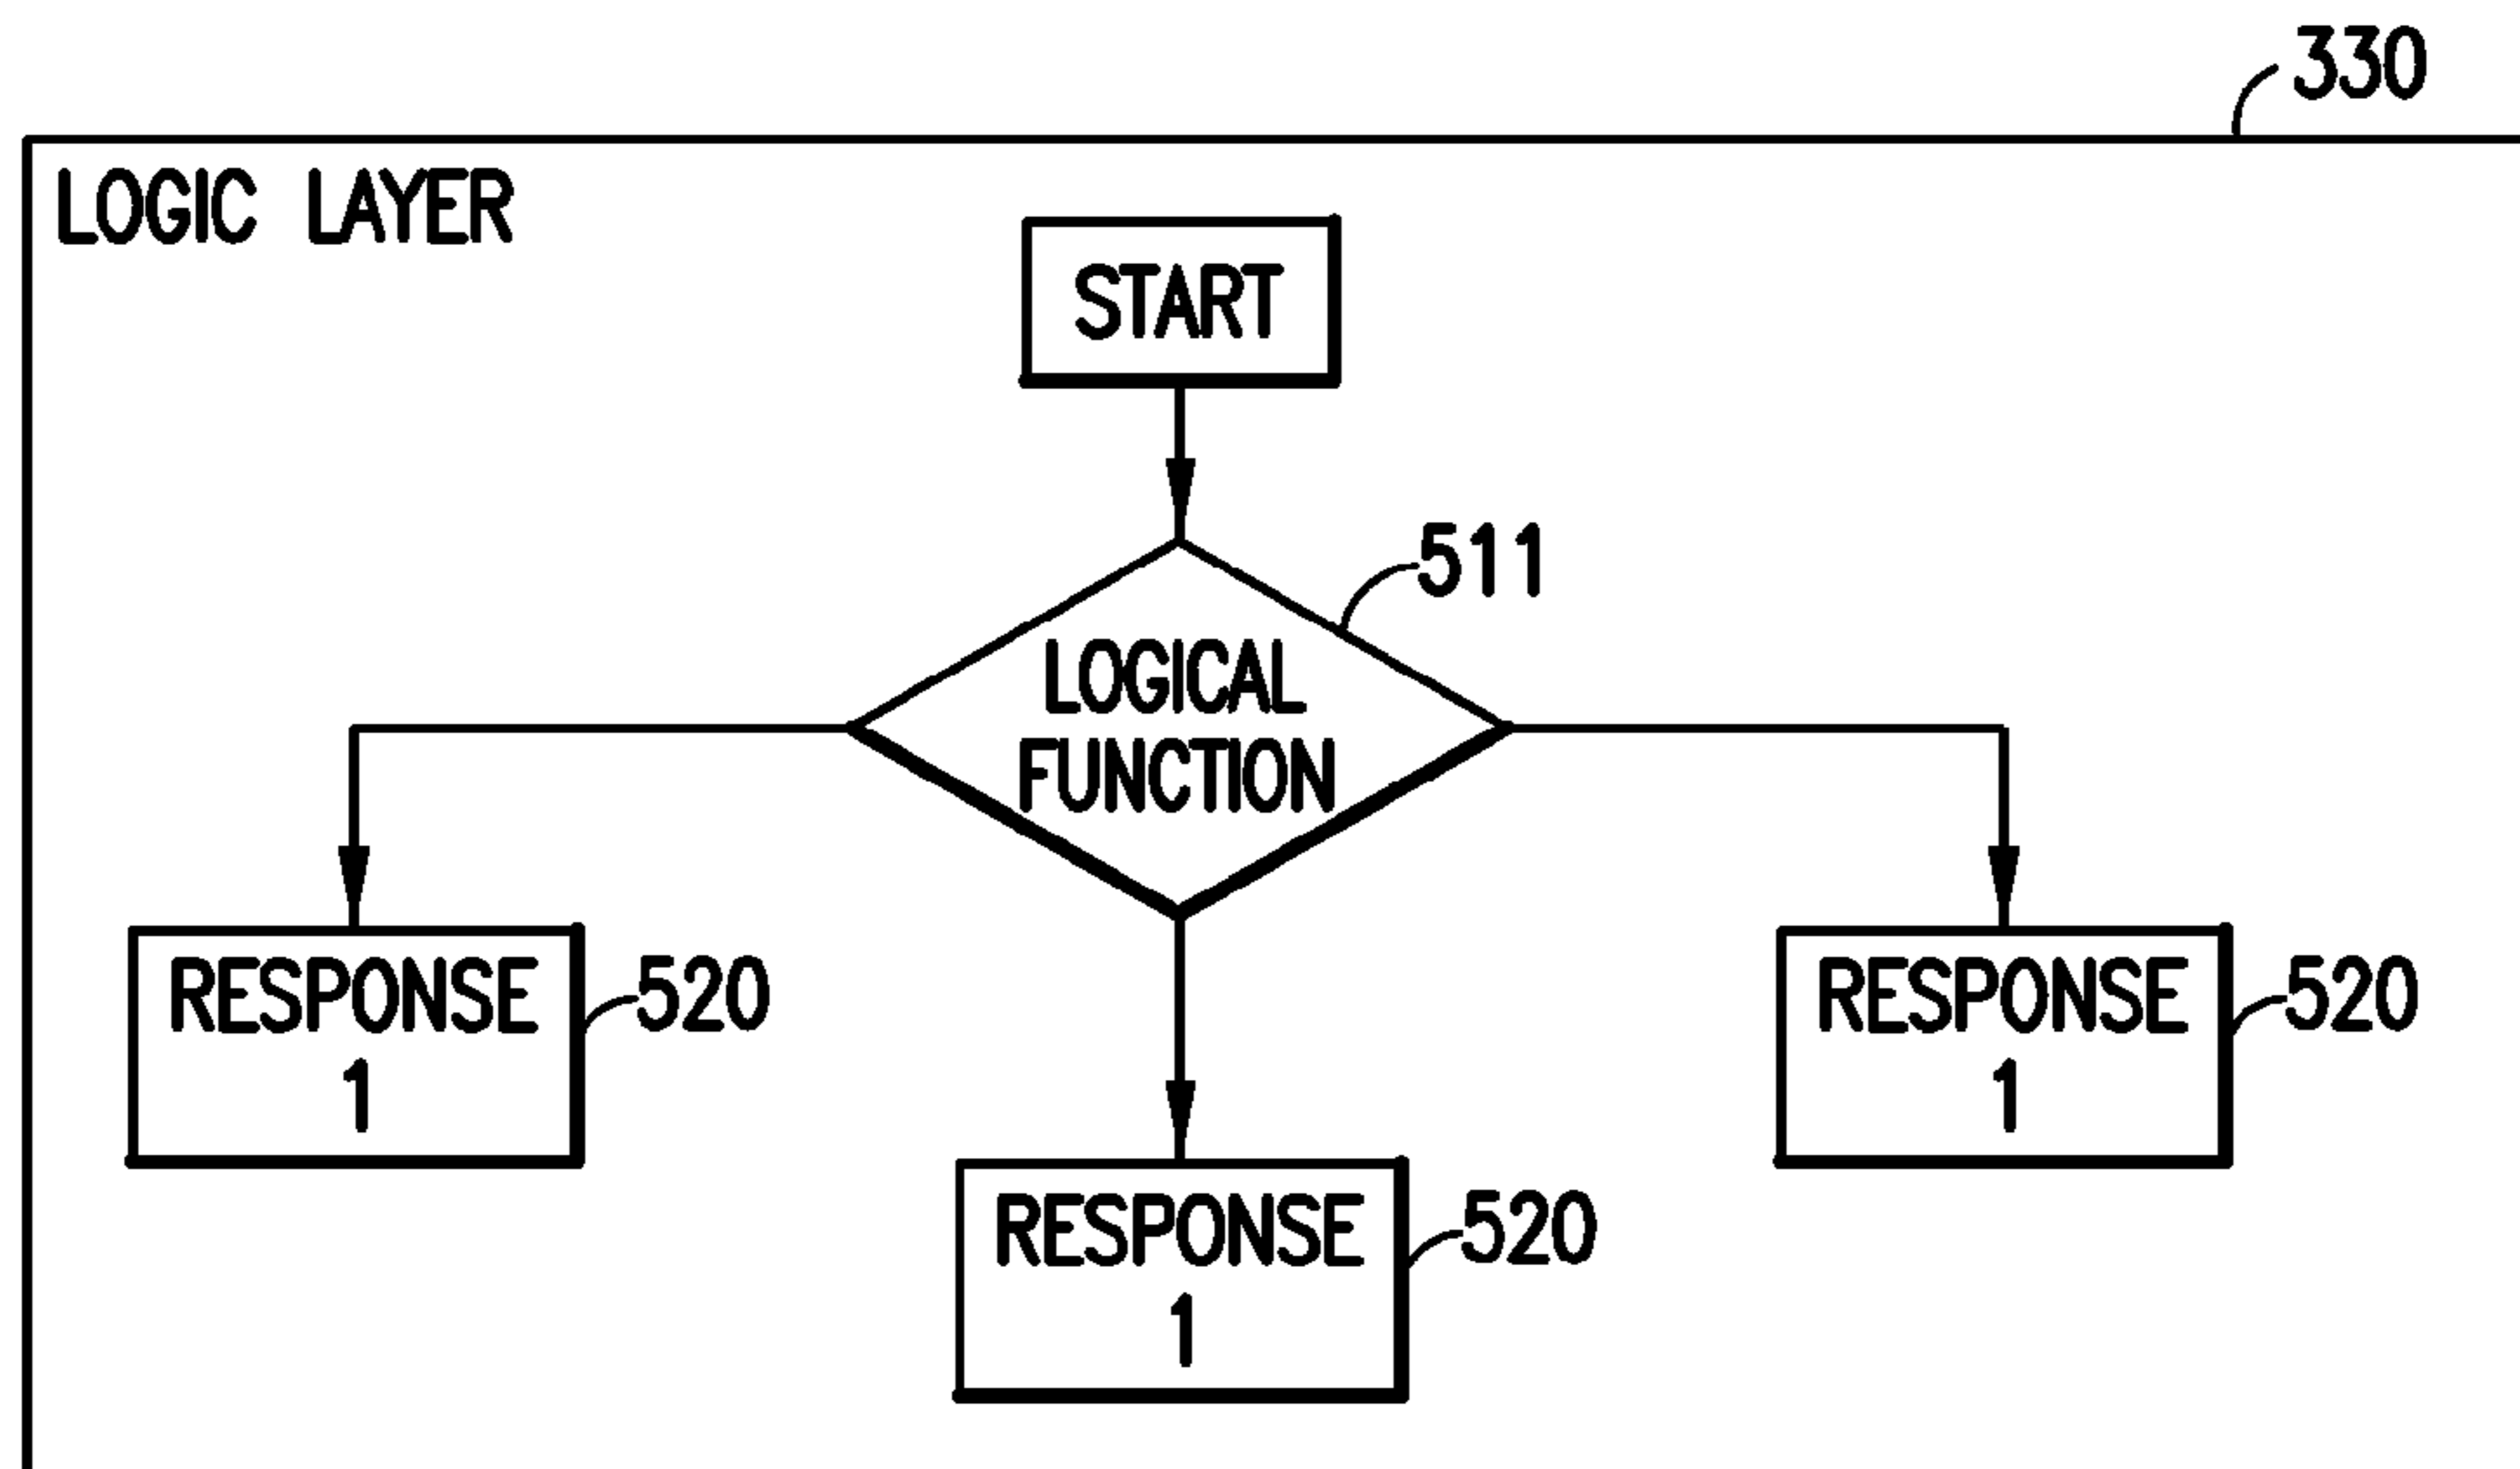 330
LOGIC LAYER
START
511
LOGICAL
FUNCTION
RESPONSE
1
520
RESPONSE
1
520
RESPONSE
1
520